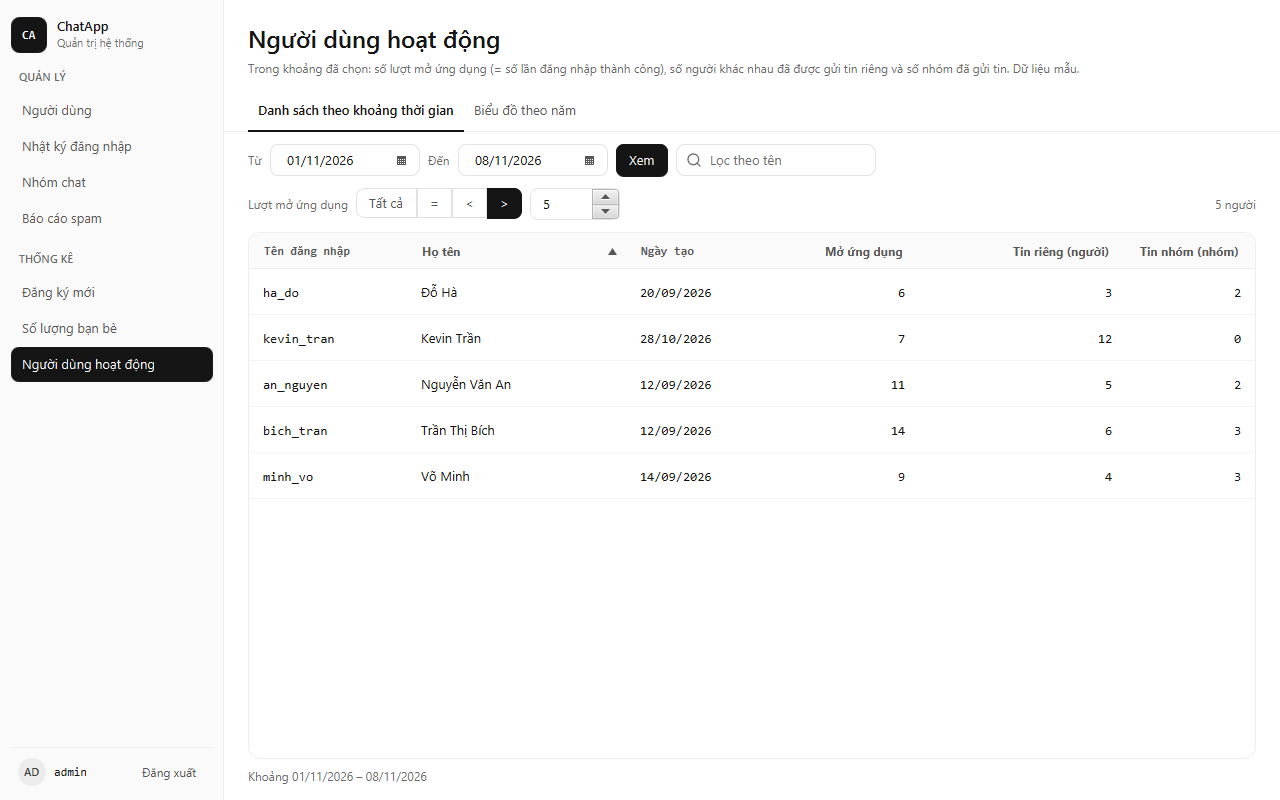 CA
ChatApp
Quản trị hệ thống
QUẢN LÝ
Người dùng
Nhật ký đăng nhập
Nhóm chat
Báo cáo spam
THỐNG KÊ
Đăng ký mới
Số lượng bạn bè
Người dùng hoạt động
AD admin Đăng xuất
Người dùng hoạt động
Trong khoảng đã chọn: số lượt mở ứng dụng (= số lần đăng nhập thành công), số người khác nhau đã được gửi tin riêng và số nhóm đã gửi tin. Dữ liệu mẫu.
Danh sách theo khoảng thời gian Biểu đồ theo năm
Từ 01/11/2026 Đến 08/11/2026 Xem Lọc theo tên
Lượt mở ứng dụng Tất cả = < > 5 5 người
Tên đăng nhập Họ tên ▲ Ngày tạo Mở ứng dụng Tin riêng (người) Tin nhóm (nhóm)
ha_do Đỗ Hà 20/09/2026 6 3 2
kevin_tran Kevin Trần 28/10/2026 7 12 0
an_nguyen Nguyễn Văn An 12/09/2026 11 5 2
bich_tran Trần Thị Bích 12/09/2026 14 6 3
minh_vo Võ Minh 14/09/2026 9 4 3
Khoảng 01/11/2026 – 08/11/2026